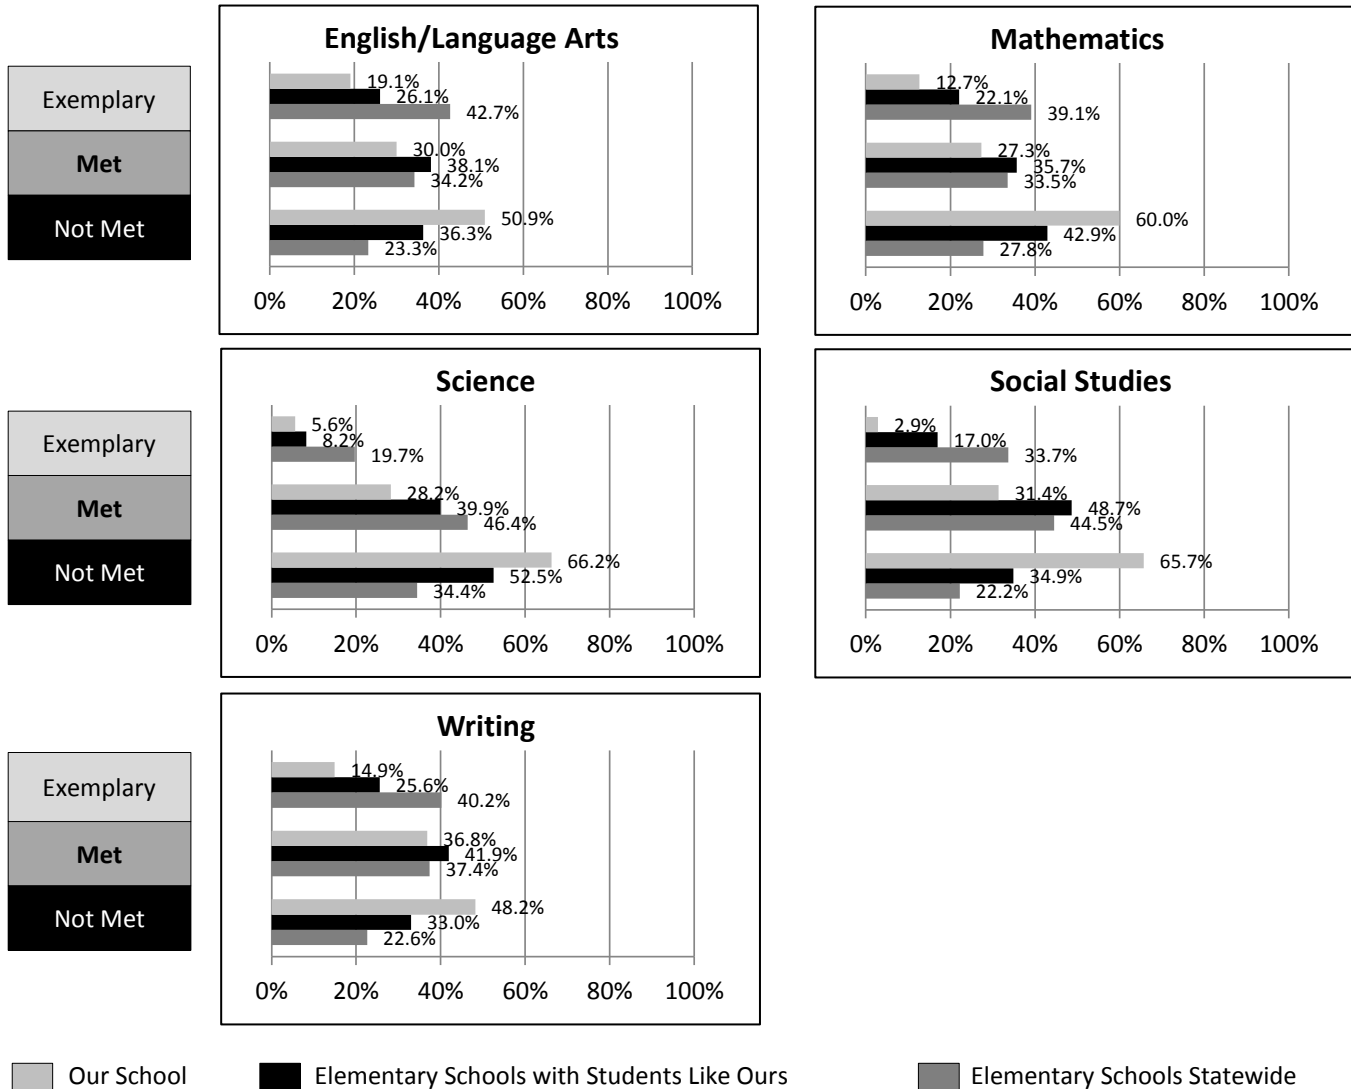 English/Language Arts
Exemplary
Met
Not Met
19.1%
26.1%
42.7%
30.0%
38.1%
34.2%
50.9%
36.3%
23.3%
0% 20% 40% 60% 80% 100%
Mathematics
12.7%
22.1%
39.1%
27.3%
35.7%
33.5%
60.0%
42.9%
27.8%
0% 20% 40% 60% 80% 100%
Science
Exemplary
Met
Not Met
5.6%
8.2%
19.7%
28.2%
39.9%
46.4%
66.2%
52.5%
34.4%
0% 20% 40% 60% 80% 100%
Social Studies
2.9%
17.0%
33.7%
31.4%
48.7%
44.5%
65.7%
34.9%
22.2%
0% 20% 40% 60% 80% 100%
Writing
Exemplary
Met
Not Met
14.9%
25.6%
40.2%
36.8%
41.9%
37.4%
48.2%
33.0%
22.6%
0% 20% 40% 60% 80% 100%
Our School
Elementary Schools with Students Like Ours
Elementary Schools Statewide